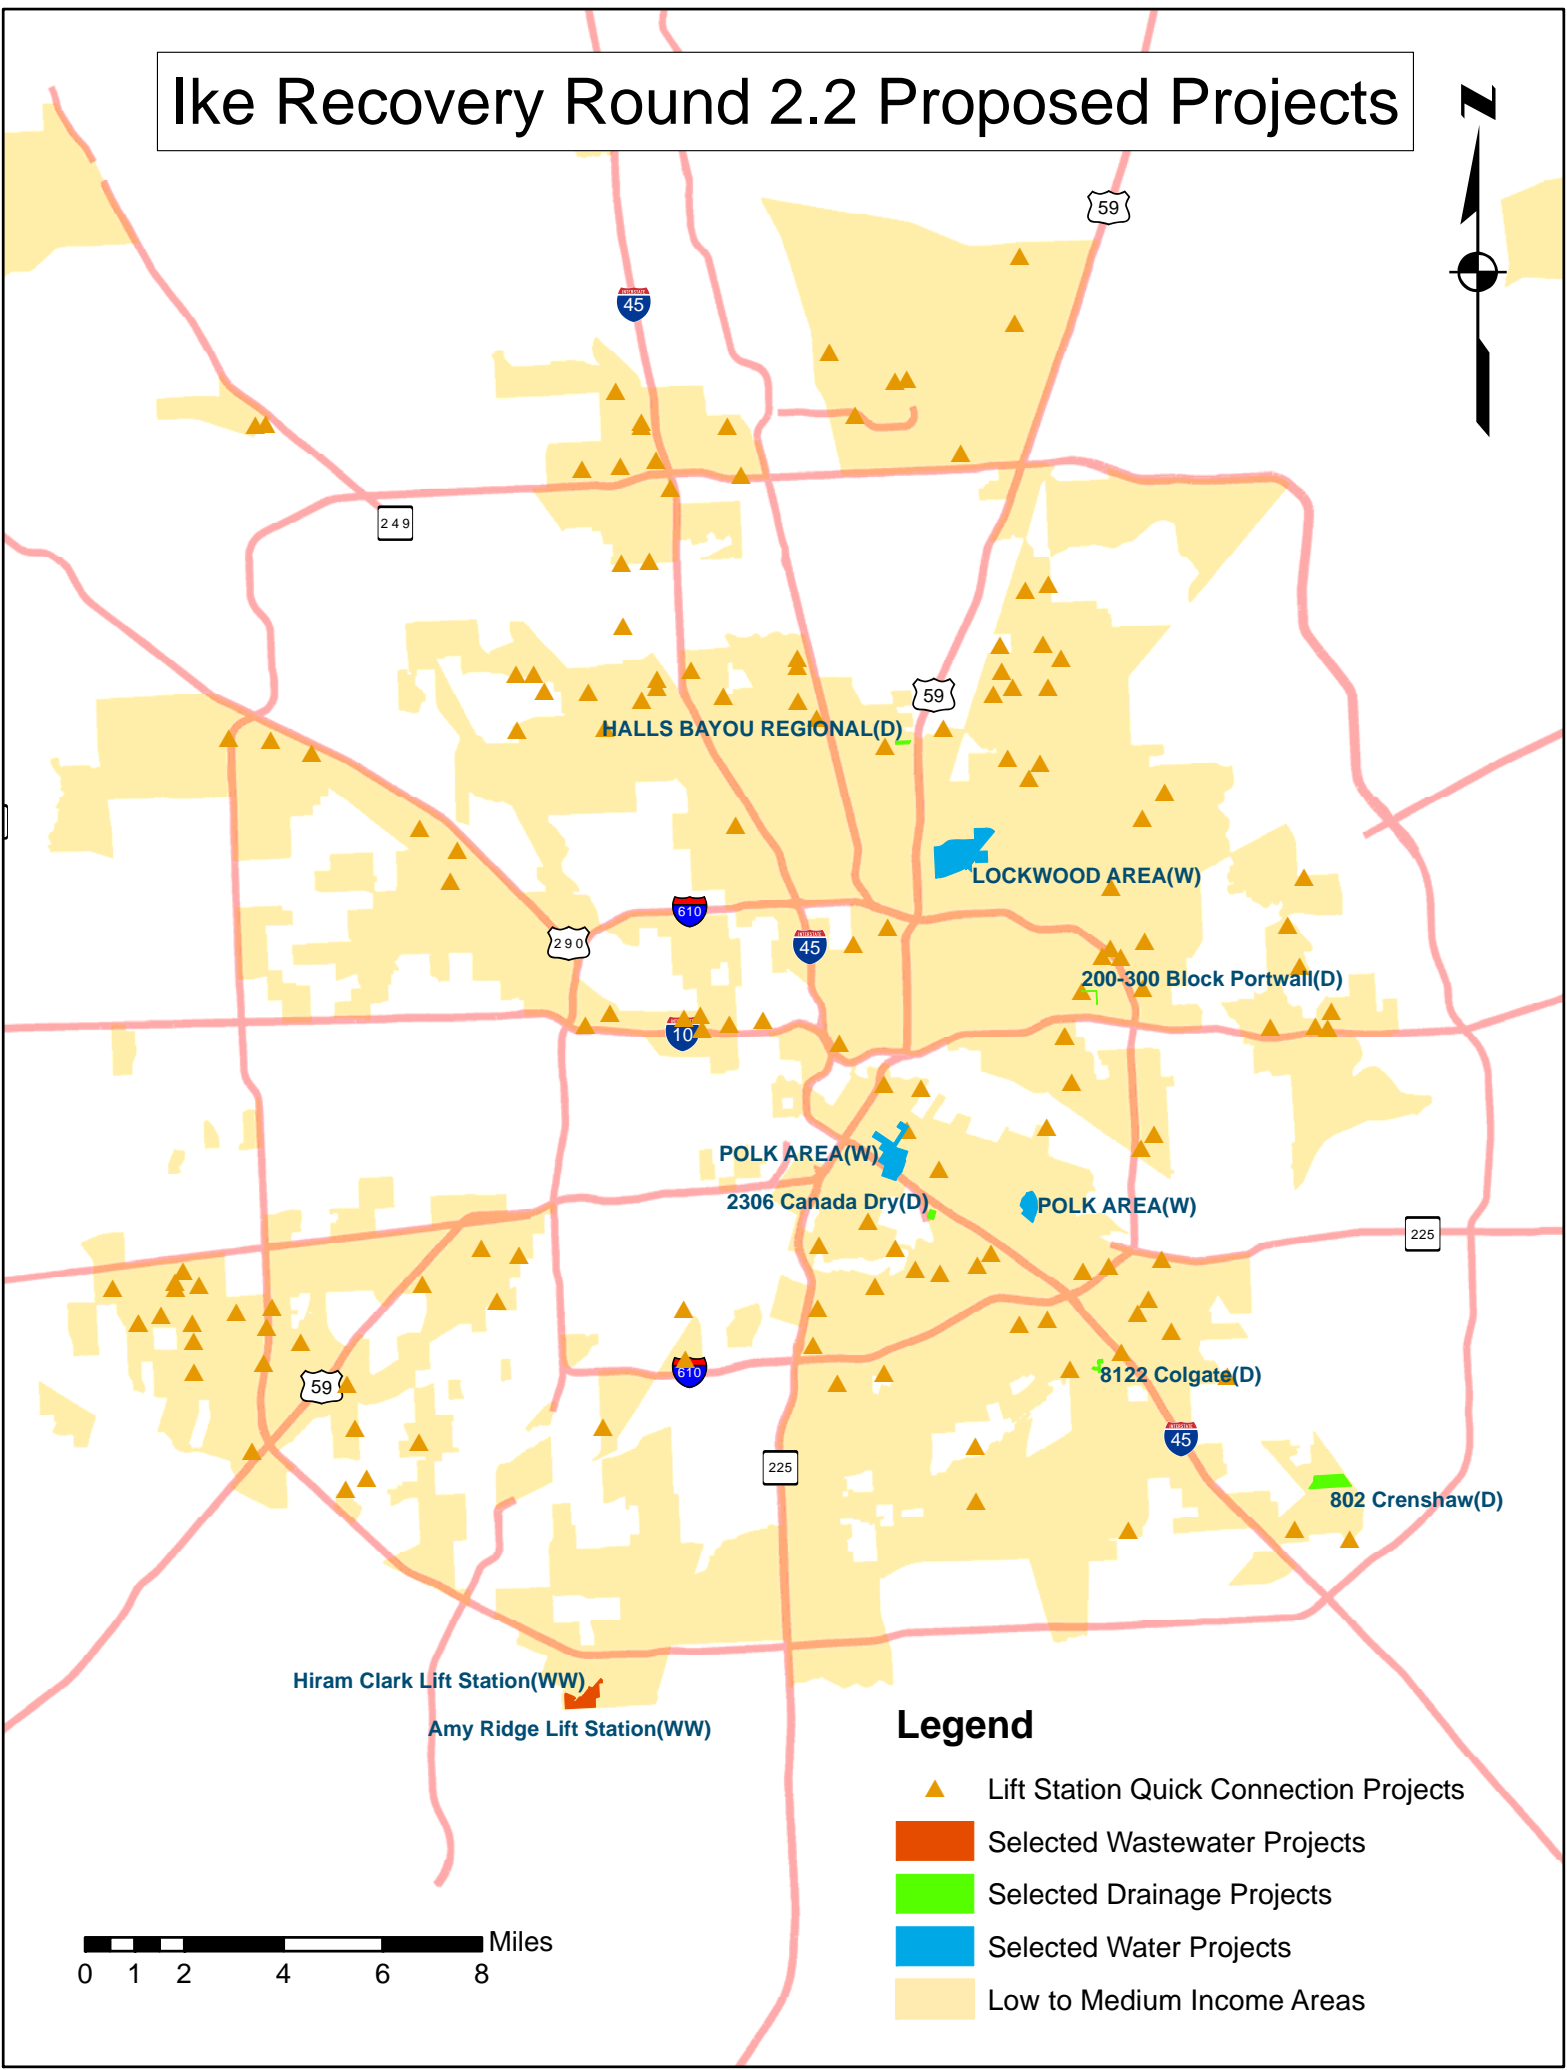 Ike Recovery Round 2.2 Proposed Projects
N
59
INTERSTATE
45
249
59
HALLS BAYOU REGIONAL(D)
LOCKWOOD AREA(W)
610
290
INTERSTATE
45
200-300 Block Portwall(D)
10
POLK AREA(W)
2306 Canada Dry(D)
POLK AREA(W)
225
610
59
8122 Colgate(D)
INTERSTATE
45
225
802 Crenshaw(D)
Hiram Clark Lift Station(WW)
Amy Ridge Lift Station(WW)
Legend
Lift Station Quick Connection Projects
Selected Wastewater Projects
Selected Drainage Projects
Selected Water Projects
Low to Medium Income Areas
Miles
0 1 2 4 6 8